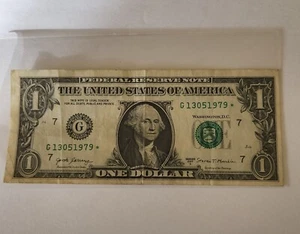 FEDERAL RESERVE NOTE
THE UNITED STATES OF AMERICA
1
1
G 13051979 *
7
7
G
WASHINGTON, D.C.
G 13051979 *
7
7
SERIES
1
ONE DOLLAR
1